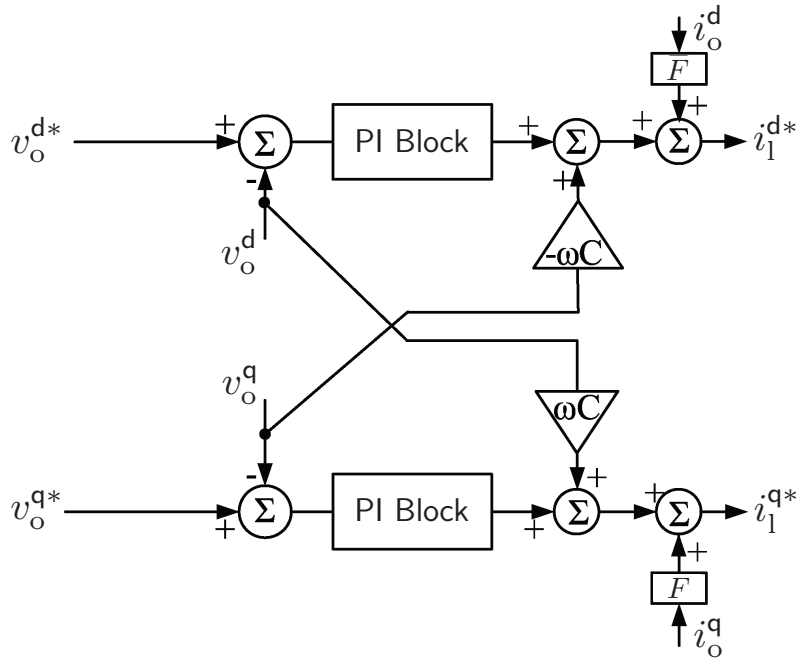 i_o^d
F
+
v_o^{d*} + Σ PI Block + Σ + Σ i_l^{d*}
- +
v_o^d
-ωC
v_o^q
ωC
- +
v_o^{q*} + Σ PI Block + Σ + Σ i_l^{q*}
+
F
i_o^q